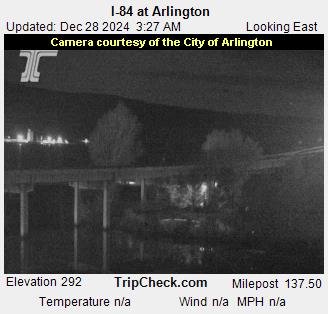 I-84 at Arlington
Updated: Dec 28 2024 3:27 AM Looking East
Camera courtesy of the City of Arlington
Elevation 292 TripCheck.com Milepost 137.50
Temperature n/a Wind n/a MPH n/a